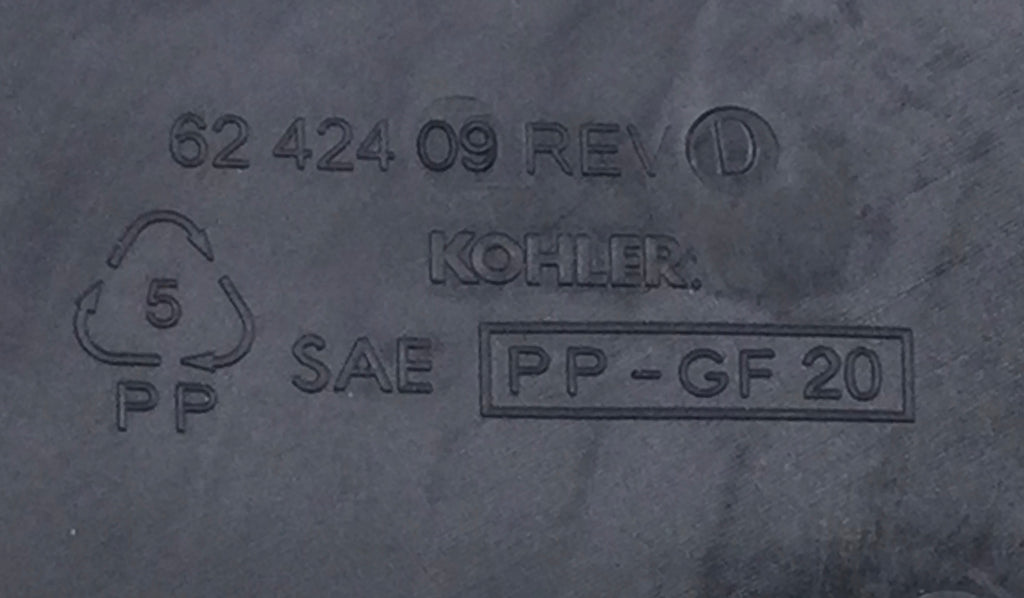 62 424 09 REV D
KOHLER.
5
PP
SAE PP-GF 20